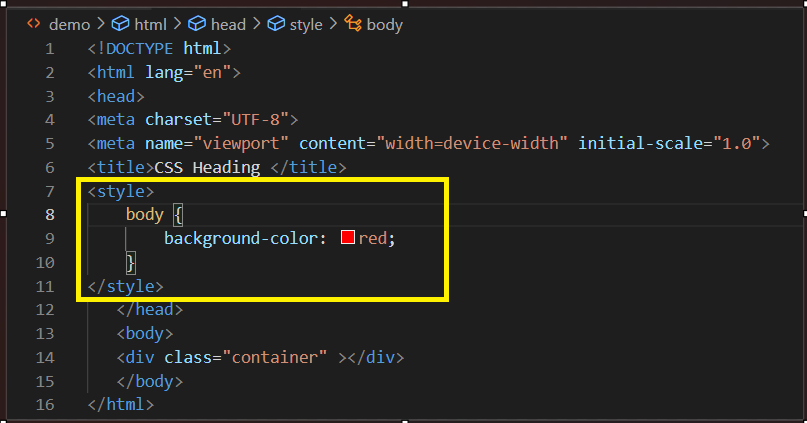 demo > html > head > style > body
1 <!DOCTYPE html>
2 <html lang="en">
3 <head>
4 <meta charset="UTF-8">
5 <meta name="viewport" content="width=device-width" initial-scale="1.0">
6 <title>CSS Heading </title>
7 <style>
8     body {
9         background-color: red;
10     }
11 </style>
12    </head>
13    <body>
14    <div class="container" ></div>
15    </body>
16 </html>